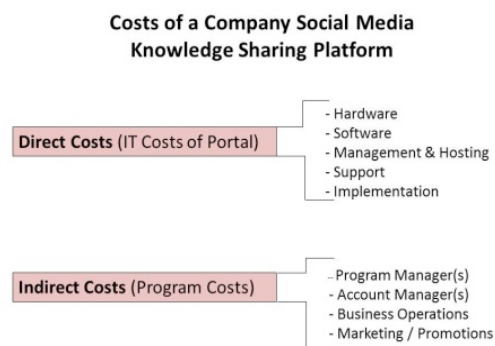 Costs of a Company Social Media
Knowledge Sharing Platform
Direct Costs (IT Costs of Portal)
- Hardware
- Software
- Management & Hosting
- Support
- Implementation
Indirect Costs (Program Costs)
- Program Manager(s)
- Account Manager(s)
- Business Operations
- Marketing / Promotions